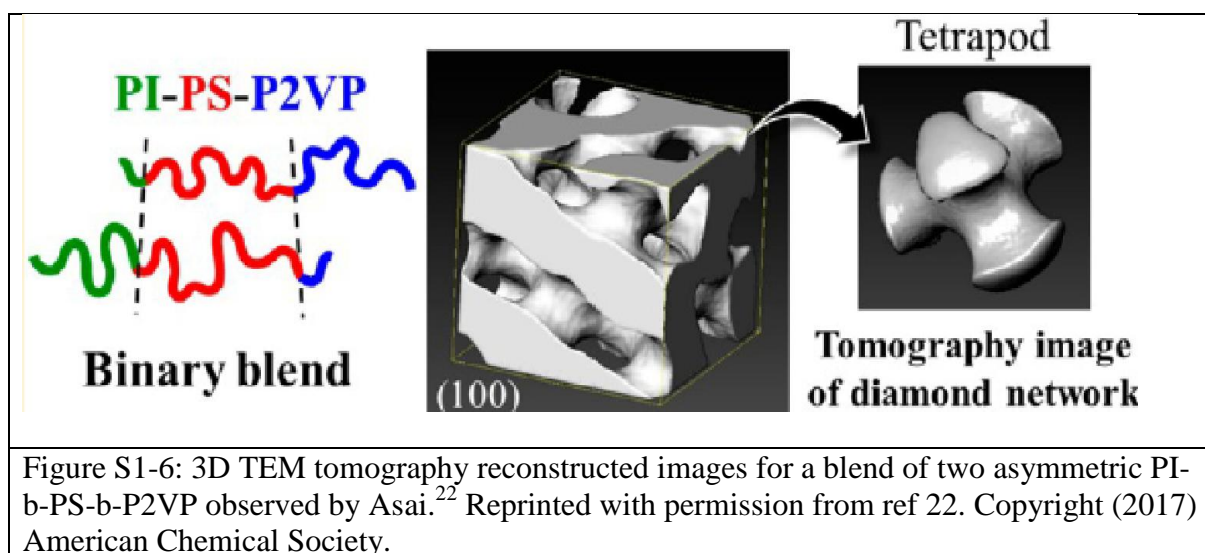 PI-PS-P2VP
Binary blend
(100)
Tetrapod
Tomography image
of diamond network
Figure S1-6: 3D TEM tomography reconstructed images for a blend of two asymmetric PI-
b-PS-b-P2VP observed by Asai.22 Reprinted with permission from ref 22. Copyright (2017)
American Chemical Society.